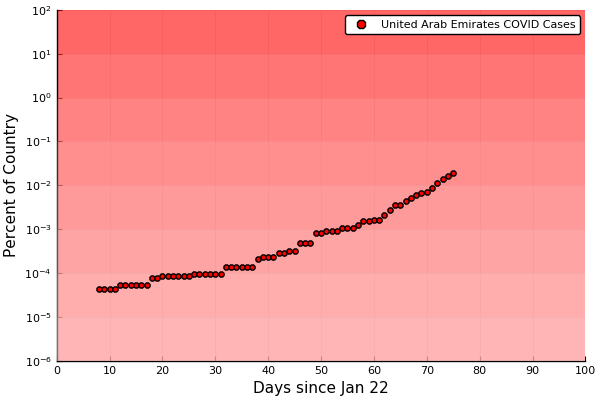 United Arab Emirates COVID Cases
Percent of Country
10²
10¹
10⁰
10⁻¹
10⁻²
10⁻³
10⁻⁴
10⁻⁵
10⁻⁶
0 10 20 30 40 50 60 70 80 90 100
Days since Jan 22